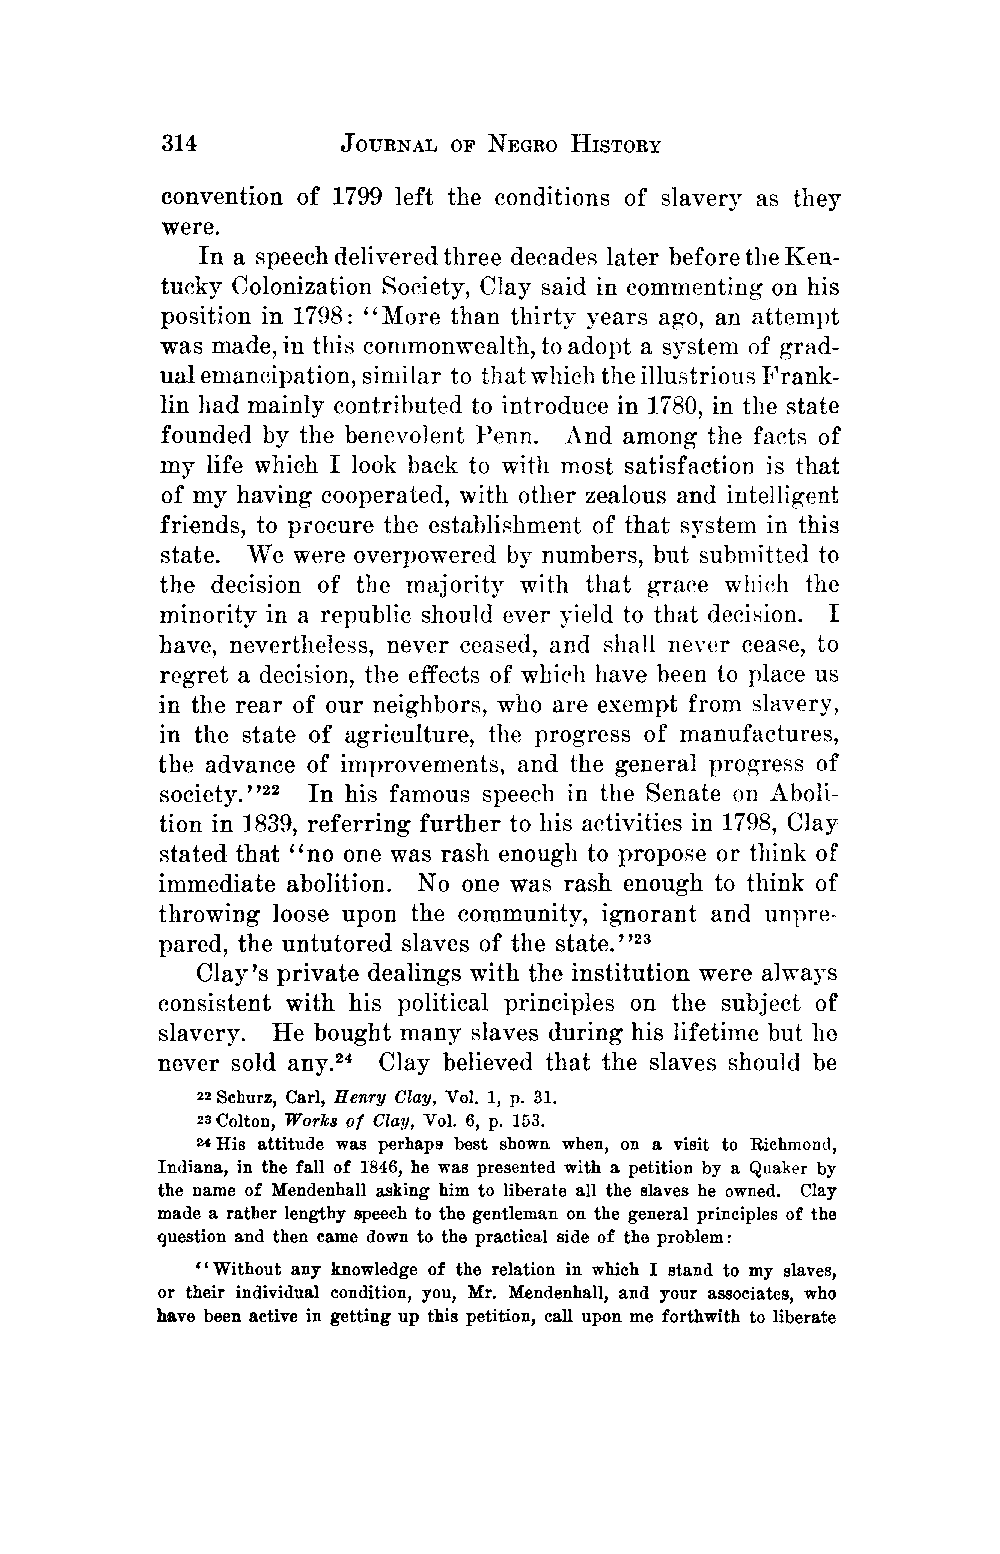 314 JOURNAL OF NEGRO HISTORY
convention of 1799 left the conditions of slavery as they
were.
In a speech delivered three decades later before the Ken-
tucky Colonization Society, Clay said in commenting on his
position in 1798: "More than thirty years ago, an attempt
was made, in this commonwealth, to adopt a system of grad-
ual emancipation, similar to that which the illustrious Frank-
lin had mainly contributed to introduce in 1780, in the state
founded by the benevolent Penn. And among the facts of
my life which I look back to with most satisfaction is that
of my having cooperated, with other zealous and intelligent
friends, to procure the establishment of that system in this
state. We were overpowered by numbers, but submitted to
the decision of the majority with that grace which the
minority in a republic should ever yield to that decision. I
have, nevertheless, never ceased, and shall never cease, to
regret a decision, the effects of which have been to place us
in the rear of our neighbors, who are exempt from slavery,
in the state of agriculture, the progress of manufactures,
the advance of improvements, and the general progress of
society."22 In his famous speech in the Senate on Aboli-
tion in 1839, referring further to his activities in 1798, Clay
stated that "no one was rash enough to propose or think of
immediate abolition. No one was rash enough to think of
throwing loose upon the community, ignorant and unpre-
pared, the untutored slaves of the state."23
Clay's private dealings with the institution were always
consistent with his political principles on the subject of
slavery. He bought many slaves during his lifetime but he
never sold any.24 Clay believed that the slaves should be
22 Schurz, Carl, Henry Clay, Vol. 1, p. 31.
23 Colton, Works of Clay, Vol. 6, p. 153.
24 His attitude was perhaps best shown when, on a visit to Richmond,
Indiana, in the fall of 1846, he was presented with a petition by a Quaker by
the name of Mendenhall asking him to liberate all the slaves he owned. Clay
made a rather lengthy speech to the gentleman on the general principles of the
question and then came down to the practical side of the problem:
"Without any knowledge of the relation in which I stand to my slaves,
or their individual condition, you, Mr. Mendenhall, and your associates, who
have been active in getting up this petition, call upon me forthwith to liberate